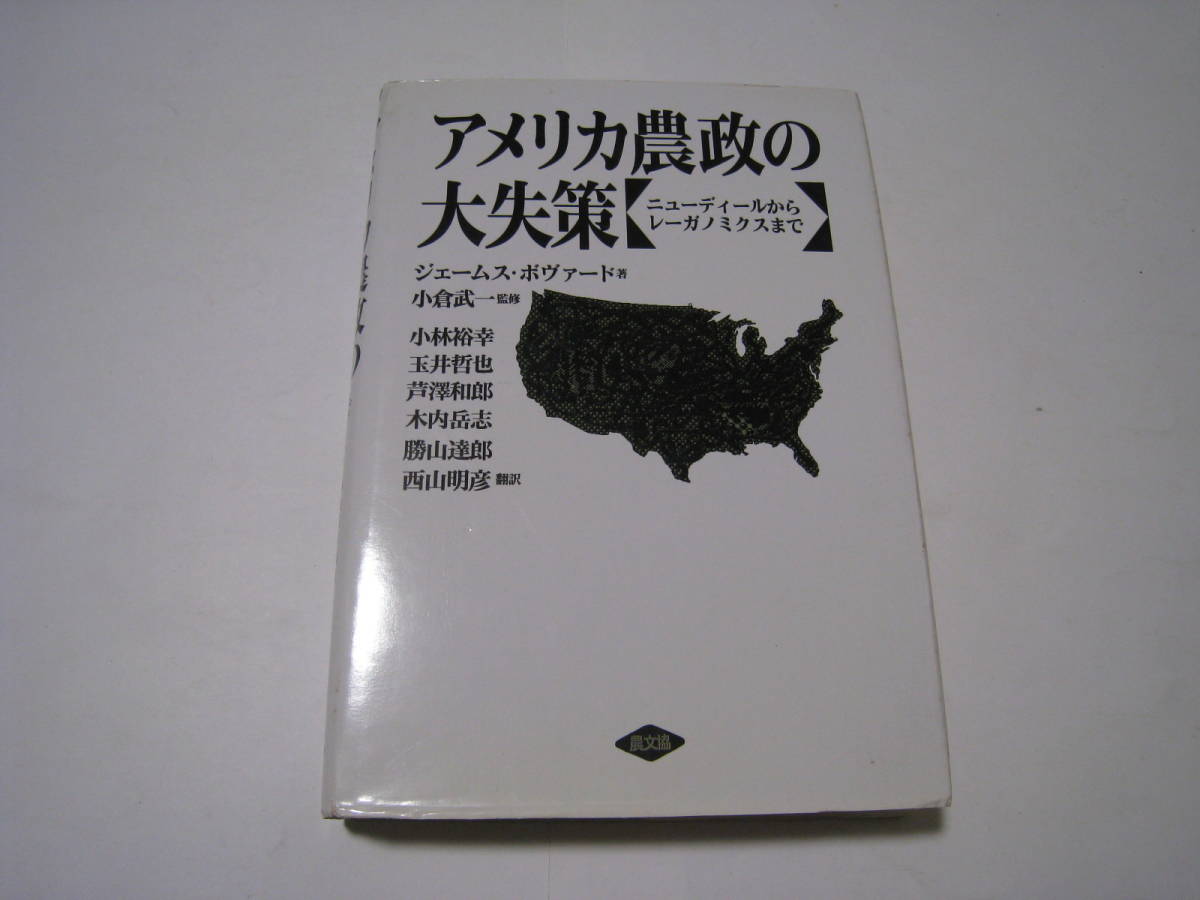 アメリカ農政の
大失策【ニューディールから
レーガノミクスまで】
ジェームス・ボヴァード著
小倉武一監修
小林裕幸
玉井哲也
芦澤和郎
木内岳志
勝山達郎
西山明彦翻訳
農文協